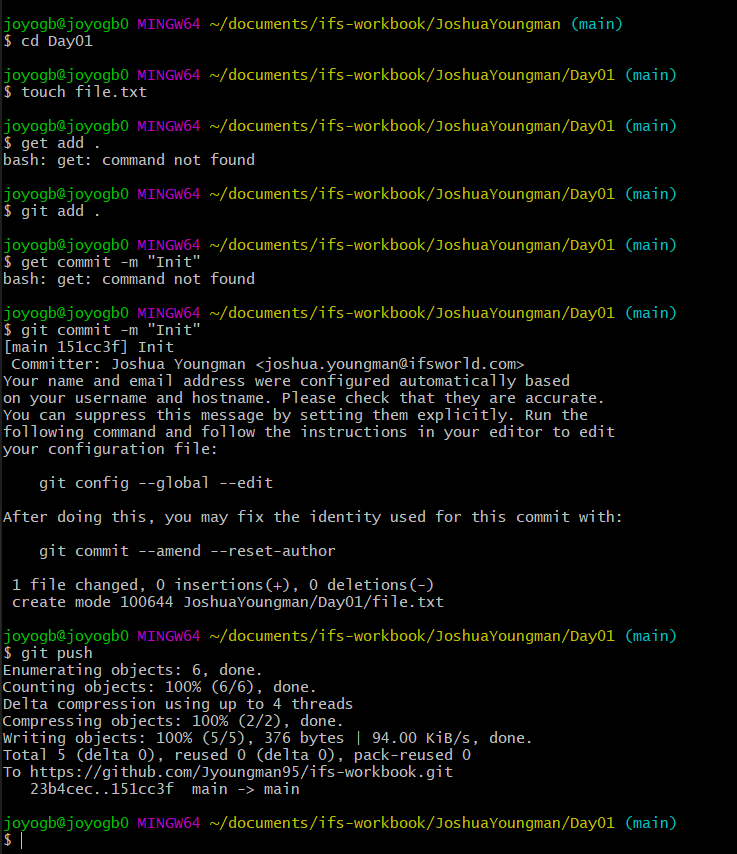 joyogb@joyogb0 MINGW64 ~/documents/ifs-workbook/JoshuaYoungman (main)
$ cd Day01
joyogb@joyogb0 MINGW64 ~/documents/ifs-workbook/JoshuaYoungman/Day01 (main)
$ touch file.txt
joyogb@joyogb0 MINGW64 ~/documents/ifs-workbook/JoshuaYoungman/Day01 (main)
$ get add .
bash: get: command not found
joyogb@joyogb0 MINGW64 ~/documents/ifs-workbook/JoshuaYoungman/Day01 (main)
$ git add .
joyogb@joyogb0 MINGW64 ~/documents/ifs-workbook/JoshuaYoungman/Day01 (main)
$ get commit -m "Init"
bash: get: command not found
joyogb@joyogb0 MINGW64 ~/documents/ifs-workbook/JoshuaYoungman/Day01 (main)
$ git commit -m "Init"
[main 151cc3f] Init
 Committer: Joshua Youngman <joshua.youngman@ifsworld.com>
Your name and email address were configured automatically based
on your username and hostname. Please check that they are accurate.
You can suppress this message by setting them explicitly. Run the
following command and follow the instructions in your editor to edit
your configuration file:
    git config --global --edit
After doing this, you may fix the identity used for this commit with:
    git commit --amend --reset-author
 1 file changed, 0 insertions(+), 0 deletions(-)
 create mode 100644 JoshuaYoungman/Day01/file.txt
joyogb@joyogb0 MINGW64 ~/documents/ifs-workbook/JoshuaYoungman/Day01 (main)
$ git push
Enumerating objects: 6, done.
Counting objects: 100% (6/6), done.
Delta compression using up to 4 threads
Compressing objects: 100% (2/2), done.
Writing objects: 100% (5/5), 376 bytes | 94.00 KiB/s, done.
Total 5 (delta 0), reused 0 (delta 0), pack-reused 0
To https://github.com/Jyoungman95/ifs-workbook.git
   23b4cec..151cc3f  main -> main
joyogb@joyogb0 MINGW64 ~/documents/ifs-workbook/JoshuaYoungman/Day01 (main)
$